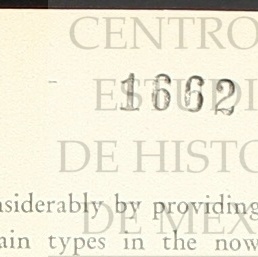 CENTRO
ESTUDI
1662
DE HISTO
nsiderably by providing
DE MEX
ain types in the now